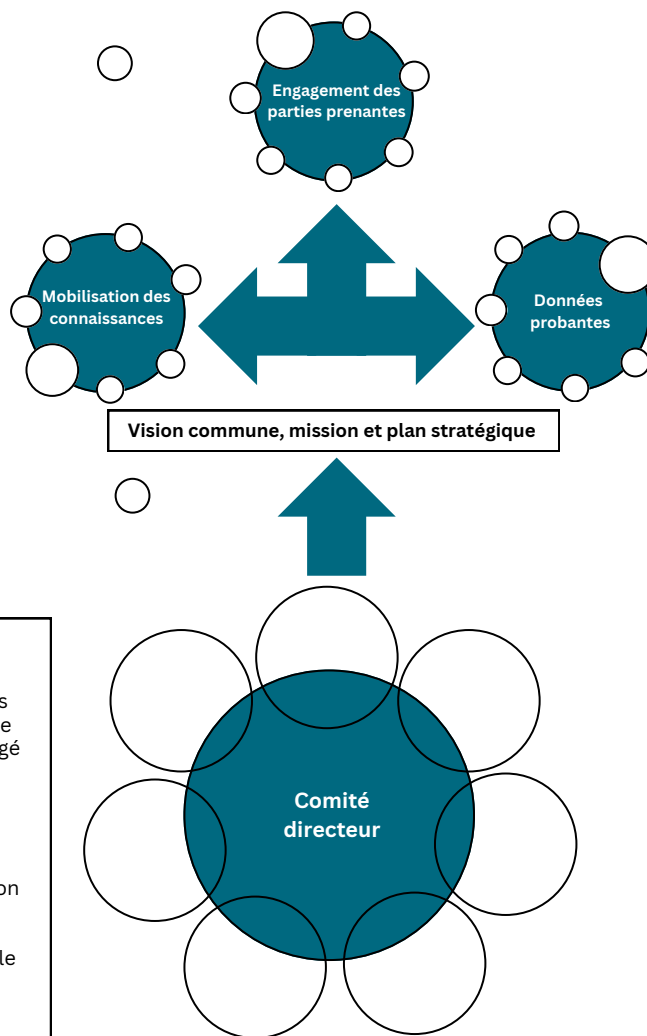 Engagement des
parties prenantes
Mobilisation des
connaissances
Données
probantes
Vision commune, mission et plan stratégique
Comité
directeur